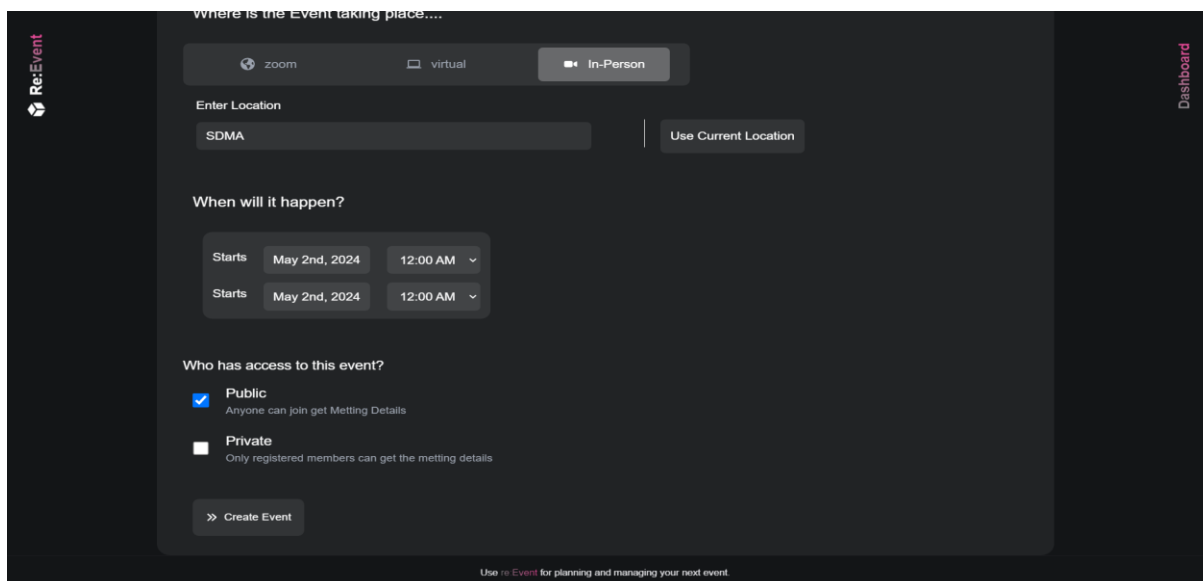 Where is the Event taking place....
Re:Event
Dashboard
zoom virtual In-Person
Enter Location
SDMA Use Current Location
When will it happen?
Starts May 2nd, 2024 12:00 AM
Starts May 2nd, 2024 12:00 AM
Who has access to this event?
Public
Anyone can join get Metting Details
Private
Only registered members can get the metting details
Create Event
Use re:Event for planning and managing your next event.